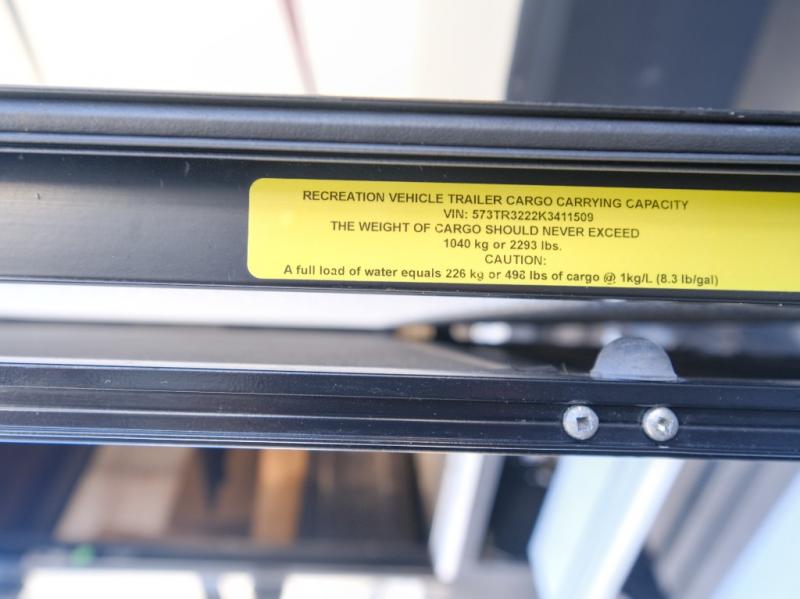 RECREATION VEHICLE TRAILER CARGO CARRYING CAPACITY
VIN: 573TR3222K3411509
THE WEIGHT OF CARGO SHOULD NEVER EXCEED
1040 kg or 2293 lbs.
CAUTION:
A full load of water equals 226 kg or 498 lbs of cargo @ 1kg/L (8.3 lb/gal)